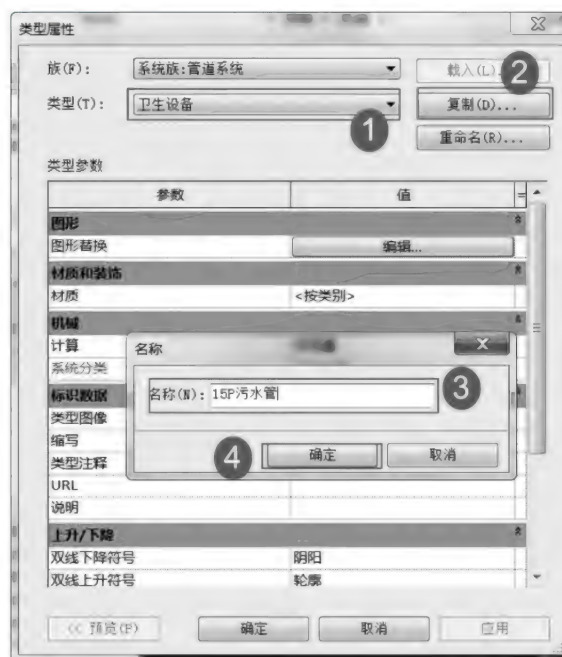 类型属性
族(F): 系统族:管道系统 载入(L)... 2
类型(T): 卫生设备 1 复制(D)...
重命名(R)...
类型参数
参数 值 =
图形
图形替换 编辑...
材质和装饰
材质 <按类别>
机械
计算
系统分类
标识数据
类型图像
缩写
类型注释
URL
说明
名称
名称(N): 15P污水管 3
4 确定 取消
上升/下降
双线下降符号 阴阳
双线上升符号 轮廓
<< 预览(P) 确定 取消 应用